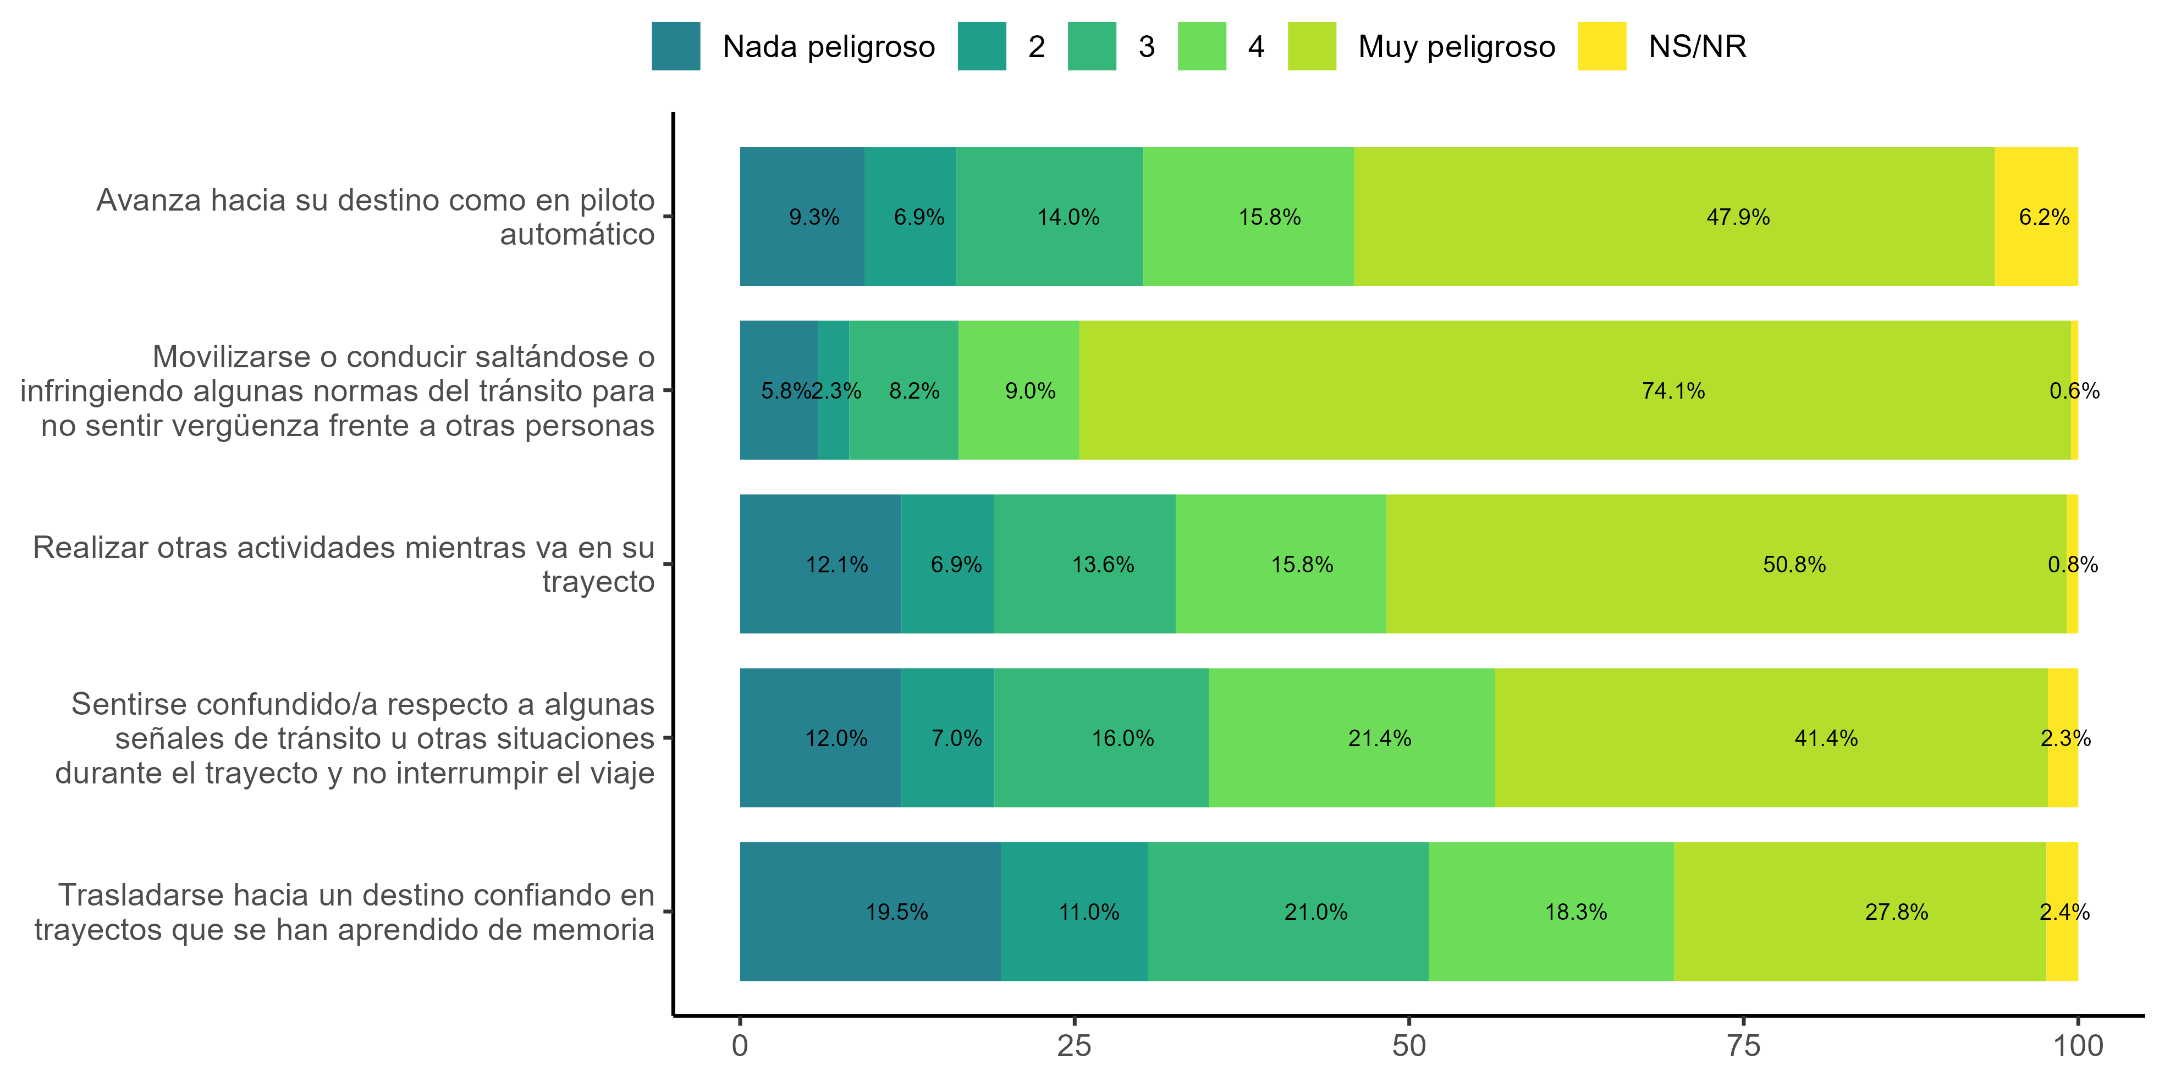 Nada peligroso 2 3 4 Muy peligroso NS/NR
Avanza hacia su destino como en piloto
automático
9.3% 6.9% 14.0% 15.8% 47.9% 6.2%
Movilizarse o conducir saltándose o
infringiendo algunas normas del tránsito para
no sentir vergüenza frente a otras personas
5.8% 2.3% 8.2% 9.0% 74.1% 0.6%
Realizar otras actividades mientras va en su
trayecto
12.1% 6.9% 13.6% 15.8% 50.8% 0.8%
Sentirse confundido/a respecto a algunas
señales de tránsito u otras situaciones
durante el trayecto y no interrumpir el viaje
12.0% 7.0% 16.0% 21.4% 41.4% 2.3%
Trasladarse hacia un destino confiando en
trayectos que se han aprendido de memoria
19.5% 11.0% 21.0% 18.3% 27.8% 2.4%
0 25 50 75 100